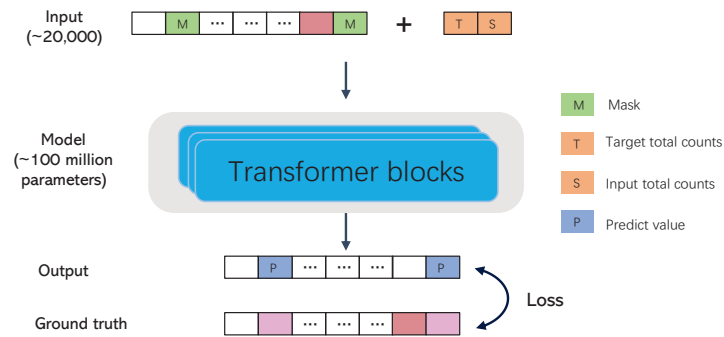 Input
(~20,000)
M ... ... ... M + T S
Model
(~100 million
parameters)
Transformer blocks
M Mask
T Target total counts
S Input total counts
P Predict value
Output
P ... ... ... P
Loss
Ground truth
... ... ...